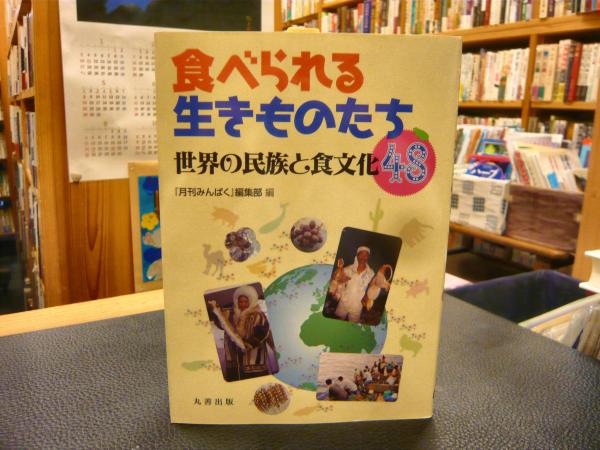 食べられる
生きものたち
世界の民族と食文化 48
『月刊みんぱく』編集部 編
丸善出版